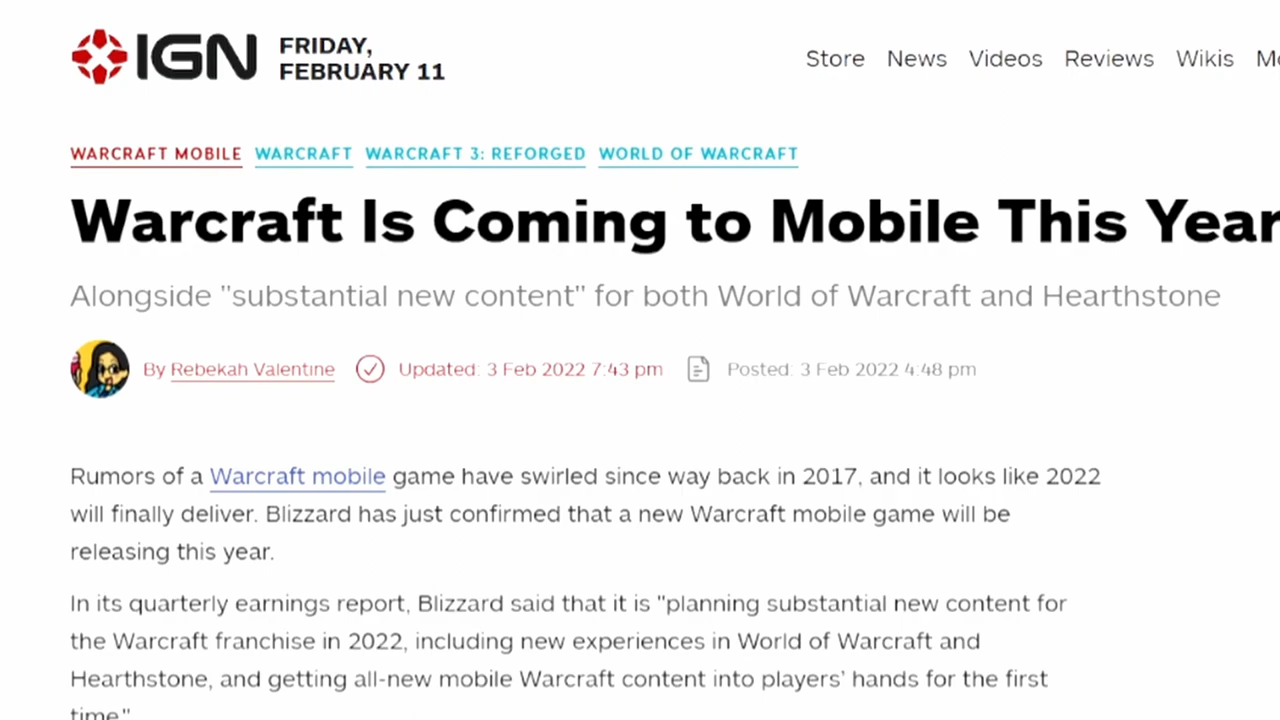 IGN
FRIDAY,
FEBRUARY 11
Store News Videos Reviews Wikis
WARCRAFT MOBILE WARCRAFT WARCRAFT 3: REFORGED WORLD OF WARCRAFT
Warcraft Is Coming to Mobile This Year
Alongside "substantial new content" for both World of Warcraft and Hearthstone
By Rebekah Valentine Updated: 3 Feb 2022 7:43 pm Posted: 3 Feb 2022 4:48 pm
Rumors of a Warcraft mobile game have swirled since way back in 2017, and it looks like 2022
will finally deliver. Blizzard has just confirmed that a new Warcraft mobile game will be
releasing this year.
In its quarterly earnings report, Blizzard said that it is "planning substantial new content for
the Warcraft franchise in 2022, including new experiences in World of Warcraft and
Hearthstone, and getting all-new mobile Warcraft content into players' hands for the first
time"